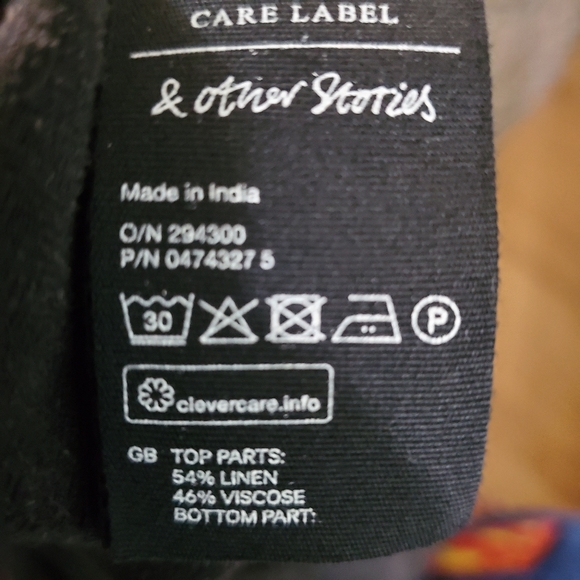 CARE LABEL
& other Stories
Made in India
O/N 294300
P/N 0474327 5
30
P
clevercare.info
GB TOP PARTS:
54% LINEN
46% VISCOSE
BOTTOM PART: